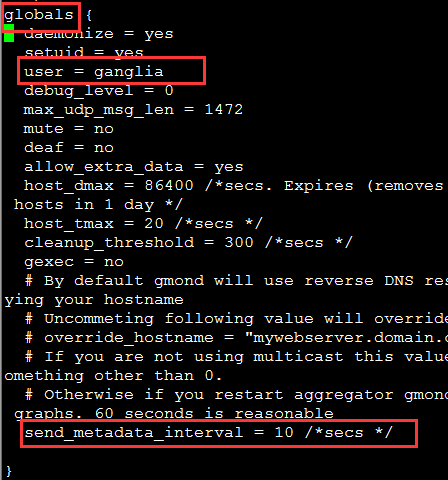 globals {
daemonize = yes
setuid = yes
user = ganglia
debug_level = 0
max_udp_msg_len = 1472
mute = no
deaf = no
allow_extra_data = yes
host_dmax = 86400 /*secs. Expires (removes
hosts in 1 day */
host_tmax = 20 /*secs */
cleanup_threshold = 300 /*secs */
gexec = no
# By default gmond will use reverse DNS res
ying your hostname
# Uncommeting following value will override
# override_hostname = "mywebserver.domain.c
# If you are not using multicast this value
omething other than 0.
# Otherwise if you restart aggregator gmond
graphs. 60 seconds is reasonable
send_metadata_interval = 10 /*secs */
}